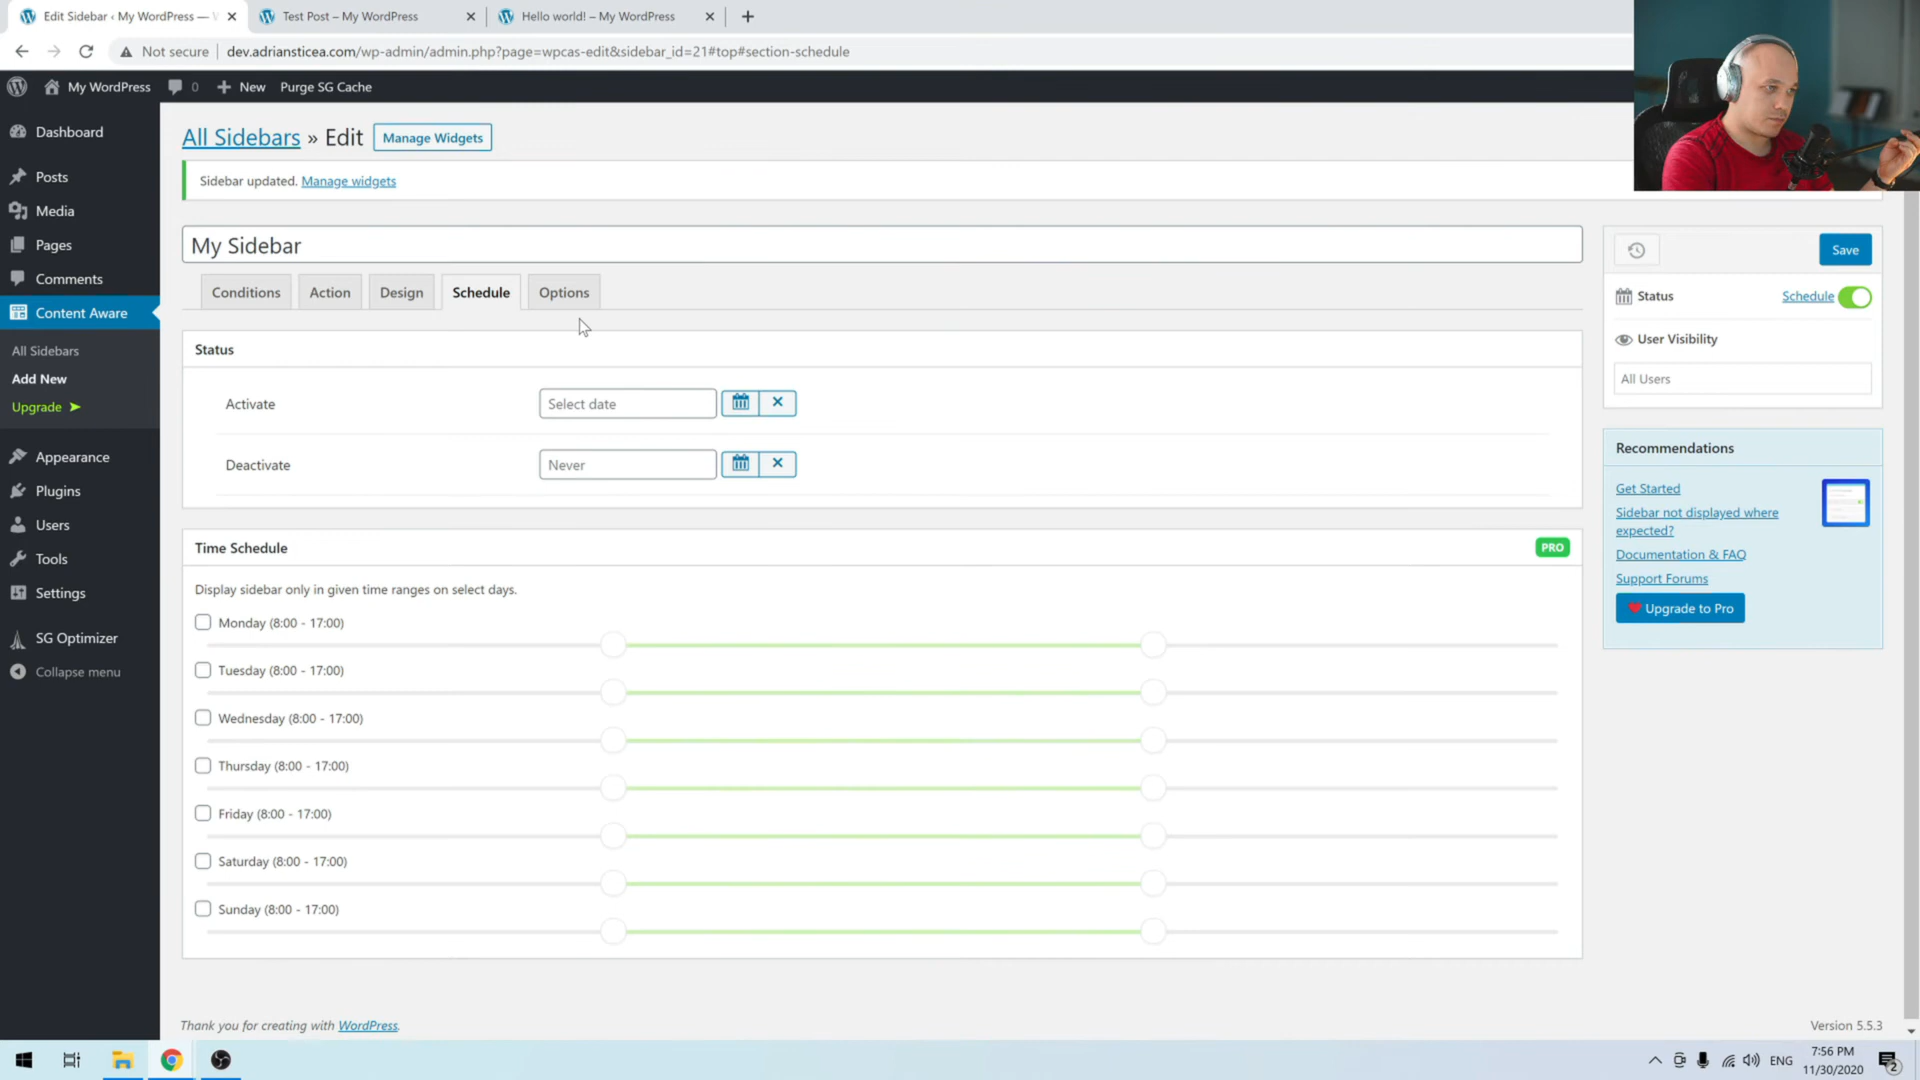 Edit Sidebar ‹ My WordPress —
Test Post – My WordPress
Hello world! – My WordPress
Not secure
dev.adriansticea.com/wp-admin/admin.php?page=wpcas-edit&sidebar_id=21#top#section-schedule
My WordPress
0
New
Purge SG Cache
Dashboard
Posts
Media
Pages
Comments
Content Aware
All Sidebars
Add New
Upgrade ➤
Appearance
Plugins
Users
Tools
Settings
SG Optimizer
Collapse menu
All Sidebars » Edit
Manage Widgets
Sidebar updated. Manage widgets
My Sidebar
Conditions
Action
Design
Schedule
Options
Status
Activate
Select date
Deactivate
Never
Time Schedule
PRO
Display sidebar only in given time ranges on select days.
Monday (8:00 - 17:00)
Tuesday (8:00 - 17:00)
Wednesday (8:00 - 17:00)
Thursday (8:00 - 17:00)
Friday (8:00 - 17:00)
Saturday (8:00 - 17:00)
Sunday (8:00 - 17:00)
Save
Status
Schedule
User Visibility
All Users
Recommendations
Get Started
Sidebar not displayed where
expected?
Documentation & FAQ
Support Forums
Upgrade to Pro
Thank you for creating with WordPress.
Version 5.5.3
ENG
7:56 PM
11/30/2020
2